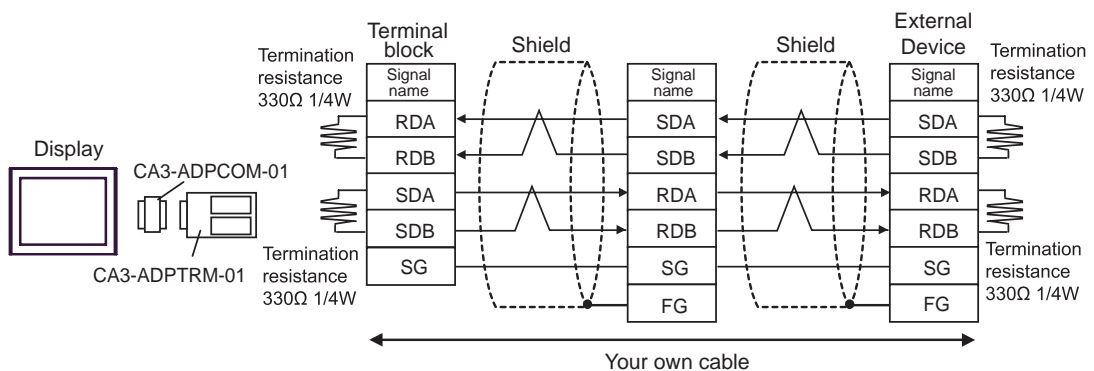 Display
CA3-ADPCOM-01
CA3-ADPTRM-01
Termination
resistance
330Ω 1/4W
Termination
resistance
330Ω 1/4W
Terminal
block
Signal
name
RDA
RDB
SDA
SDB
SG
Shield
Signal
name
SDA
SDB
RDA
RDB
SG
FG
Shield
External
Device
Signal
name
SDA
SDB
RDA
RDB
SG
FG
Termination
resistance
330Ω 1/4W
Termination
resistance
330Ω 1/4W
Your own cable